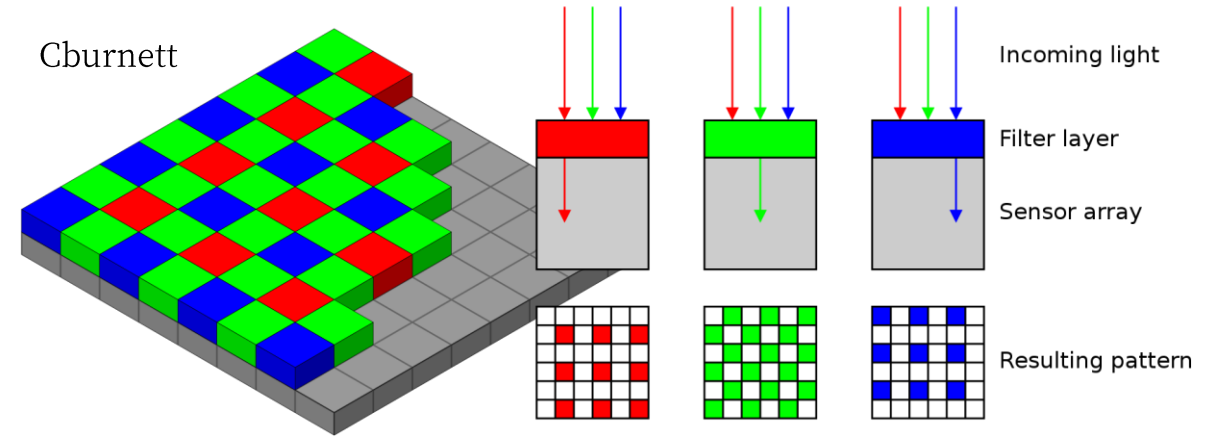 Cburnett
Incoming light
Filter layer
Sensor array
Resulting pattern